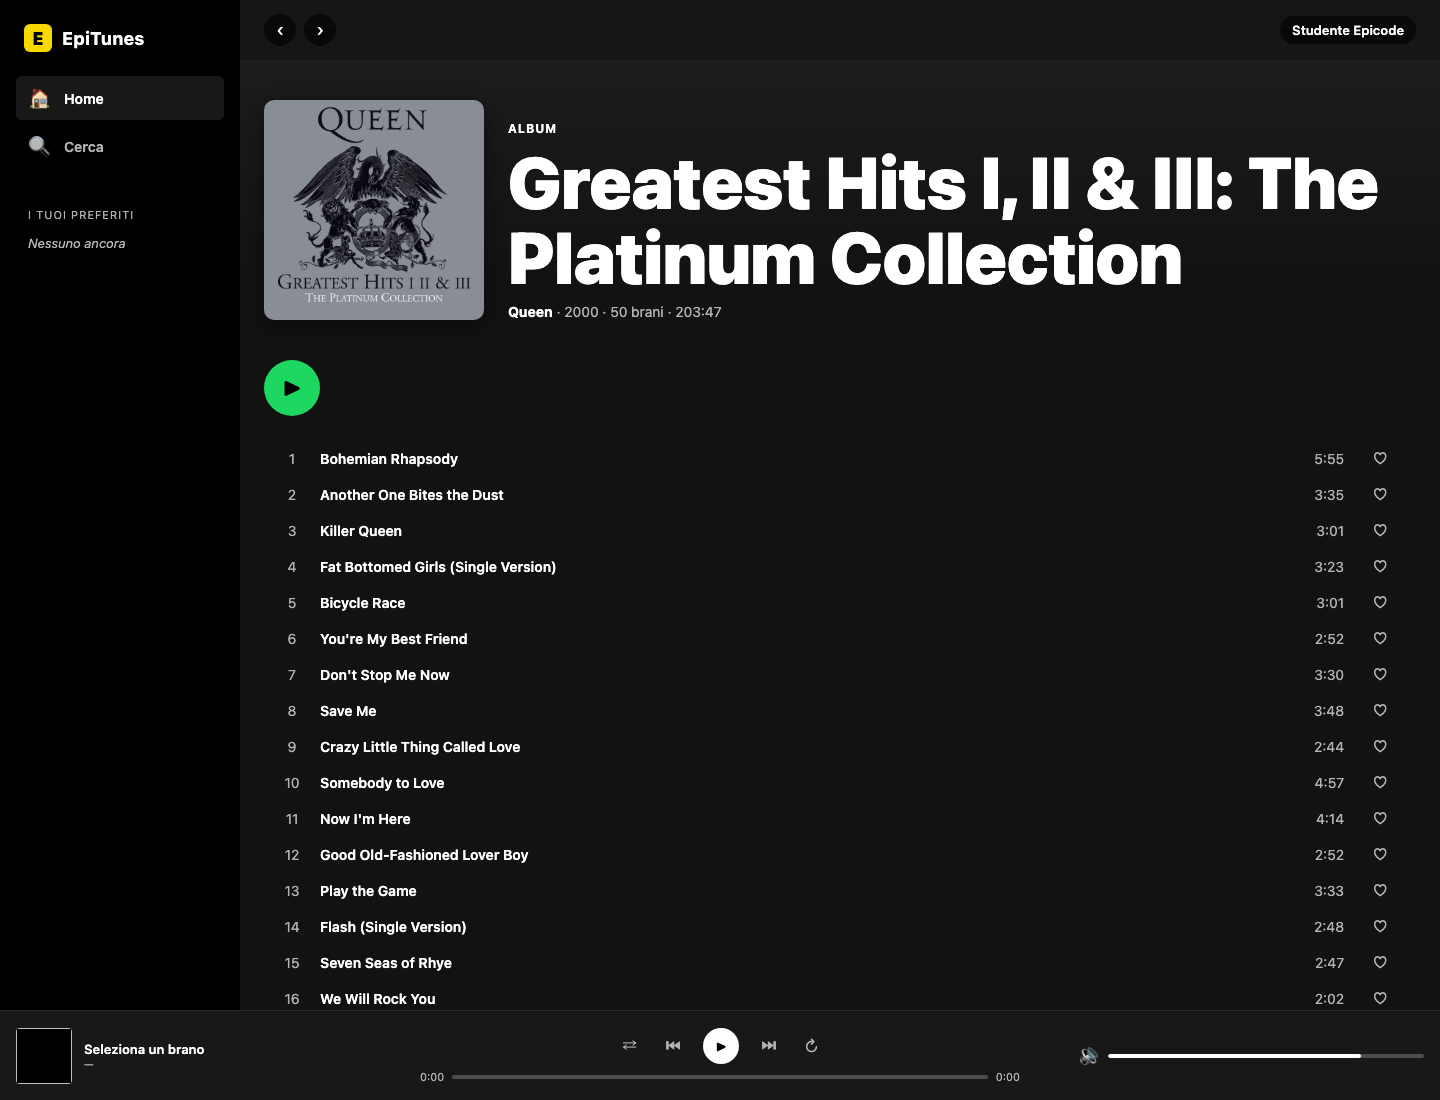 E EpiTunes
Home
Cerca
I TUOI PREFERITI
Nessuno ancora
‹ ›
Studente Epicode
QUEEN
GREATEST HITS I II & III
THE PLATINUM COLLECTION
ALBUM
Greatest Hits I, II & III: The
Platinum Collection
Queen · 2000 · 50 brani · 203:47
1 Bohemian Rhapsody 5:55
2 Another One Bites the Dust 3:35
3 Killer Queen 3:01
4 Fat Bottomed Girls (Single Version) 3:23
5 Bicycle Race 3:01
6 You're My Best Friend 2:52
7 Don't Stop Me Now 3:30
8 Save Me 3:48
9 Crazy Little Thing Called Love 2:44
10 Somebody to Love 4:57
11 Now I'm Here 4:14
12 Good Old-Fashioned Lover Boy 2:52
13 Play the Game 3:33
14 Flash (Single Version) 2:48
15 Seven Seas of Rhye 2:47
16 We Will Rock You 2:02
Seleziona un brano
—
0:00 0:00